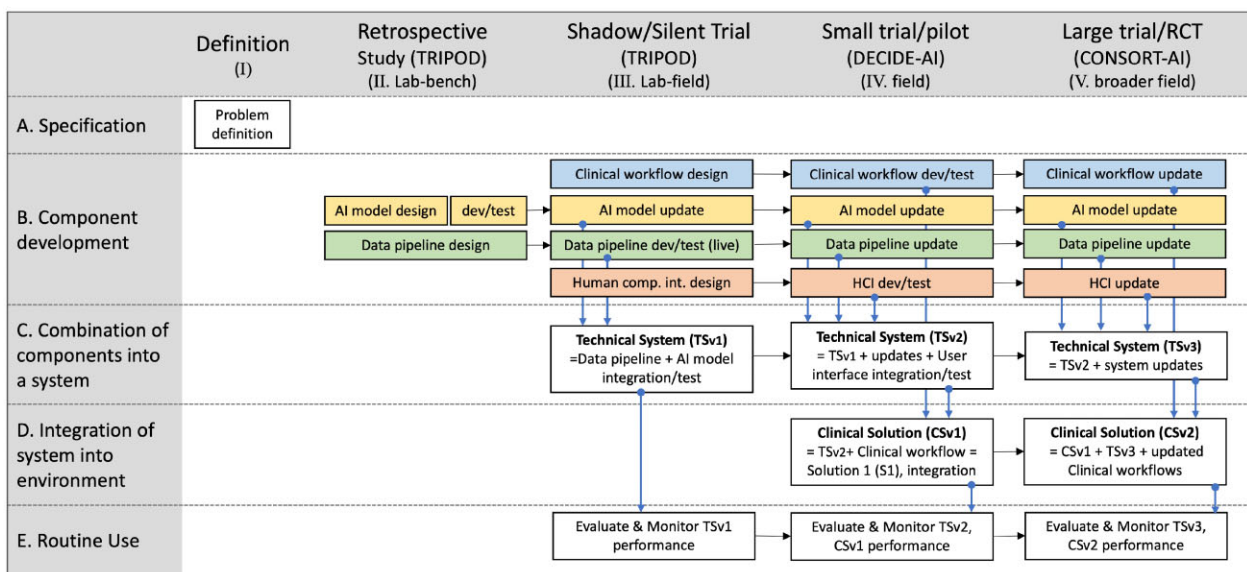 Definition
(I)
Retrospective
Study (TRIPOD)
(II. Lab-bench)
Shadow/Silent Trial
(TRIPOD)
(III. Lab-field)
Small trial/pilot
(DECIDE-AI)
(IV. field)
Large trial/RCT
(CONSORT-AI)
(V. broader field)
A. Specification
Problem
definition
B. Component
development
Clinical workflow design
Clinical workflow dev/test
Clinical workflow update
AI model design
dev/test
AI model update
AI model update
AI model update
Data pipeline design
Data pipeline dev/test (live)
Data pipeline update
Data pipeline update
Human comp. int. design
HCI dev/test
HCI update
C. Combination of
components into
a system
Technical System (TSv1)
=Data pipeline + AI model
integration/test
Technical System (TSv2)
= TSv1 + updates + User
interface integration/test
Technical System (TSv3)
= TSv2 + system updates
D. Integration of
system into
environment
Clinical Solution (CSv1)
= TSv2+ Clinical workflow =
Solution 1 (S1), integration
Clinical Solution (CSv2)
= CSv1 + TSv3 + updated
Clinical workflows
E. Routine Use
Evaluate & Monitor TSv1
performance
Evaluate & Monitor TSv2,
CSv1 performance
Evaluate & Monitor TSv3,
CSv2 performance